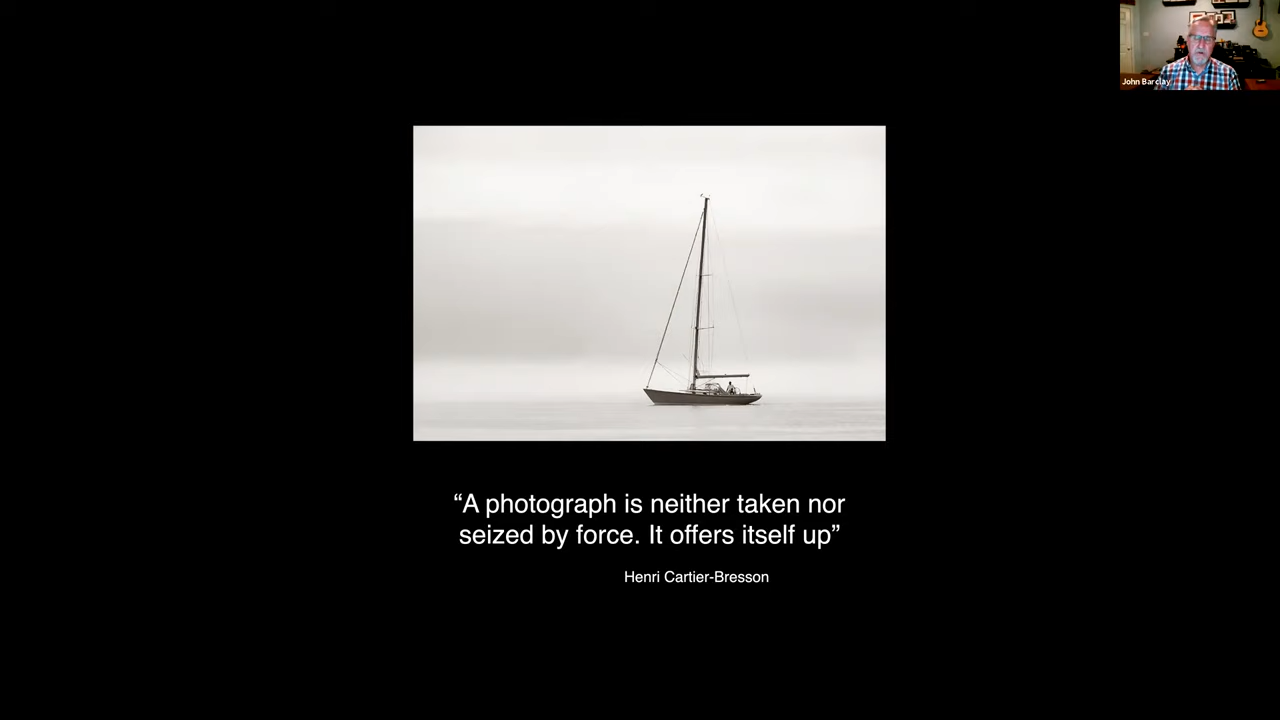 John Barclay
“A photograph is neither taken nor
seized by force. It offers itself up”
Henri Cartier-Bresson